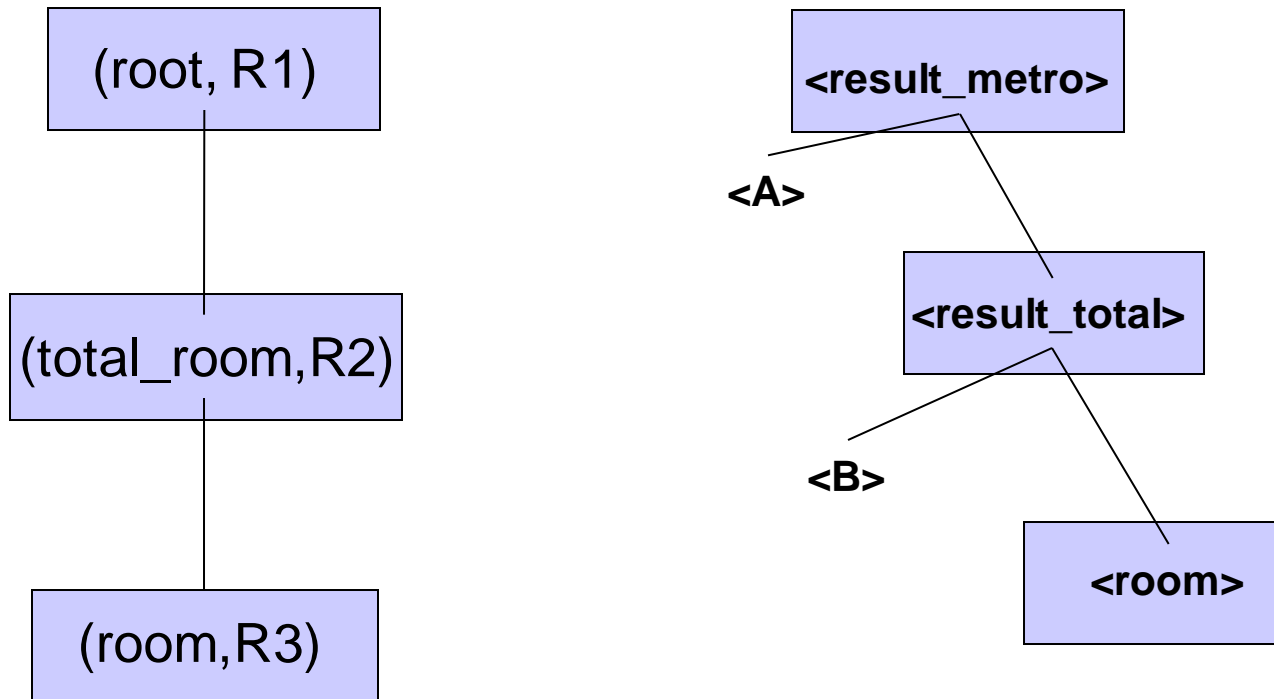 (root, R1)
(total_room,R2)
(room,R3)
<result_metro>
<A>
<result_total>
<B>
<room>